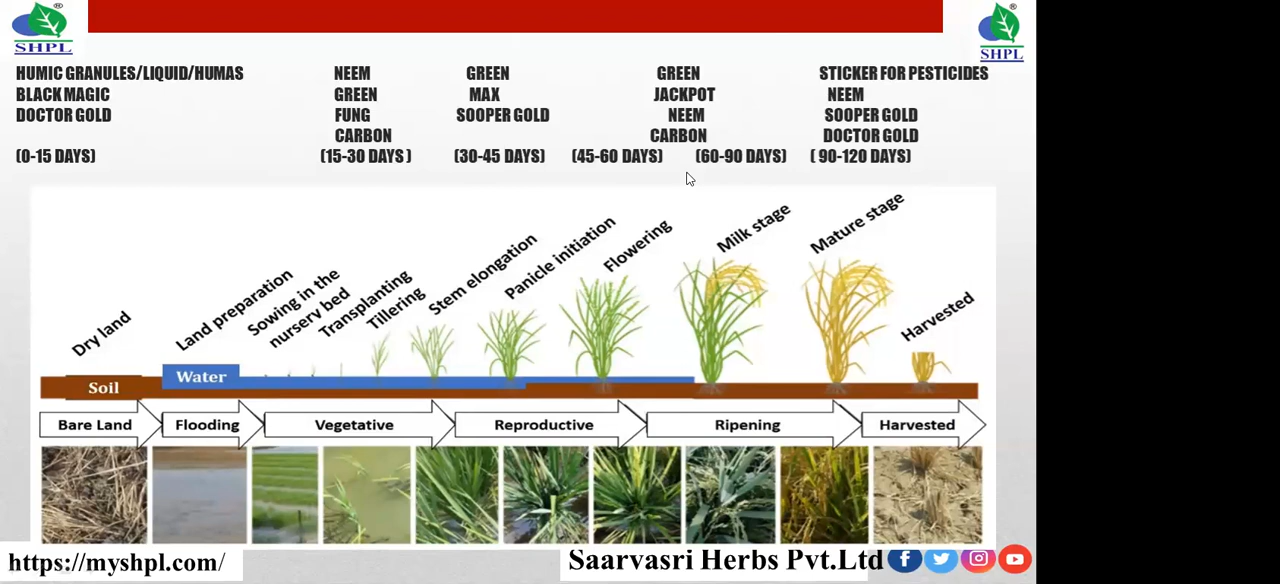 SHPL
®
SHPL
®
HUMIC GRANULES/LIQUID/HUMAS NEEM GREEN GREEN STICKER FOR PESTICIDES
BLACK MAGIC GREEN MAX JACKPOT NEEM
DOCTOR GOLD FUNG SOOPER GOLD NEEM SOOPER GOLD
CARBON CARBON DOCTOR GOLD
(0-15 DAYS) (15-30 DAYS ) (30-45 DAYS) (45-60 DAYS) (60-90 DAYS) ( 90-120 DAYS)
Dry land
Land preparation
Sowing in the
nursery bed
Transplanting
Tillering
Stem elongation
Panicle initiation
Flowering
Milk stage
Mature stage
Harvested
Soil
Water
Bare Land Flooding Vegetative Reproductive Ripening Harvested
https://myshpl.com/
Saarvasri Herbs Pvt.Ltd